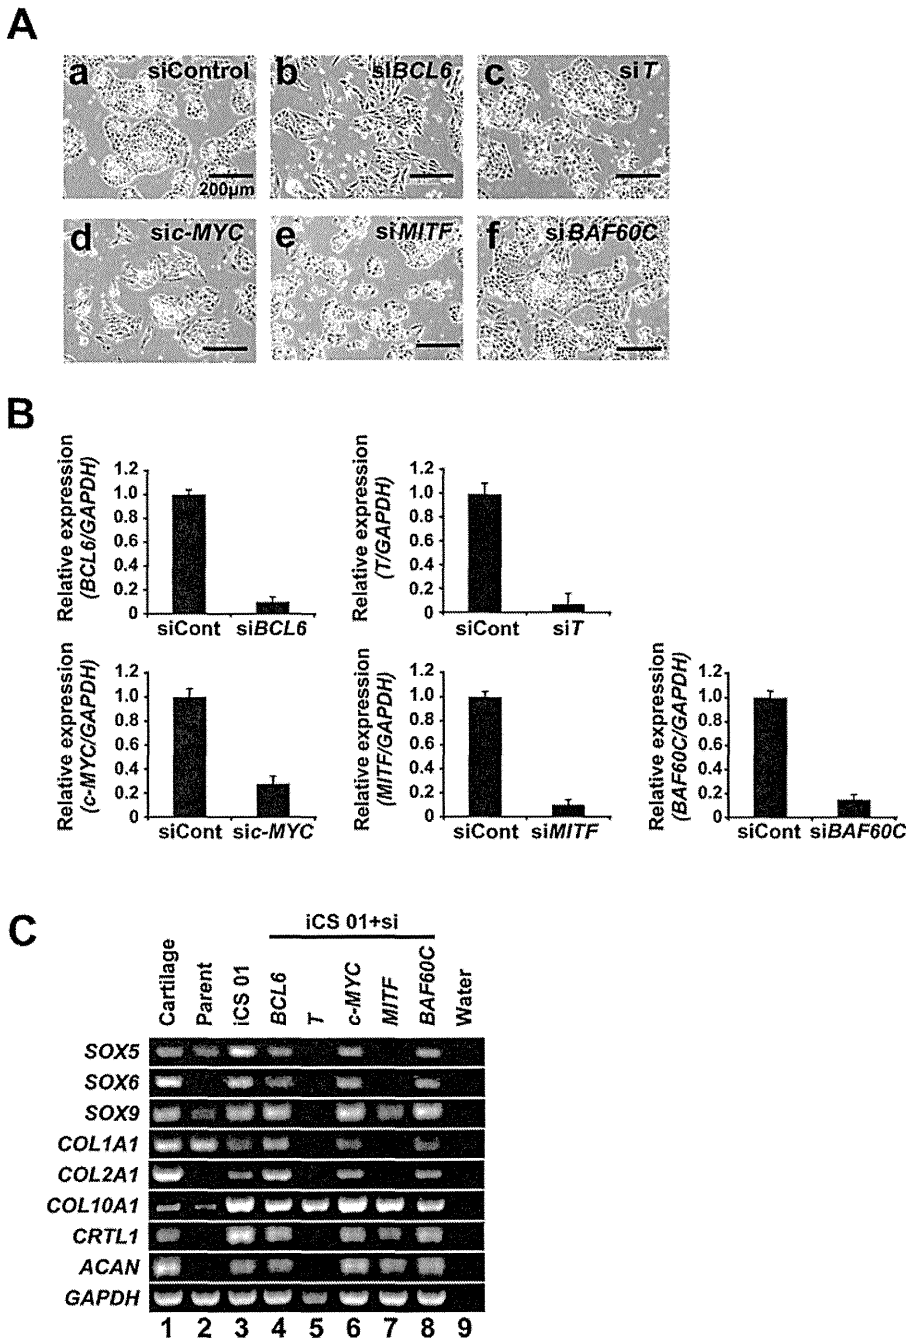 A
a siControl
b siBCL6
c siT
200μm
d sic-MYC
e siMITF
f siBAF60C
B
Relative expression
(BCL6/GAPDH)
1.2
1.0
0.8
0.6
0.4
0.2
0
siCont siBCL6
Relative expression
(T/GAPDH)
1.2
1.0
0.8
0.6
0.4
0.2
0
siCont siT
Relative expression
(c-MYC/GAPDH)
1.2
1.0
0.8
0.6
0.4
0.2
0
siCont sic-MYC
Relative expression
(MITF/GAPDH)
1.2
1.0
0.8
0.6
0.4
0.2
0
siCont siMITF
Relative expression
(BAF60C/GAPDH)
1.2
1.0
0.8
0.6
0.4
0.2
0
siCont siBAF60C
C
iCS 01+si
Cartilage
Parent
iCS 01
BCL6
T
c-MYC
MITF
BAF60C
Water
SOX5
SOX6
SOX9
COL1A1
COL2A1
COL10A1
CRTL1
ACAN
GAPDH
1 2 3 4 5 6 7 8 9